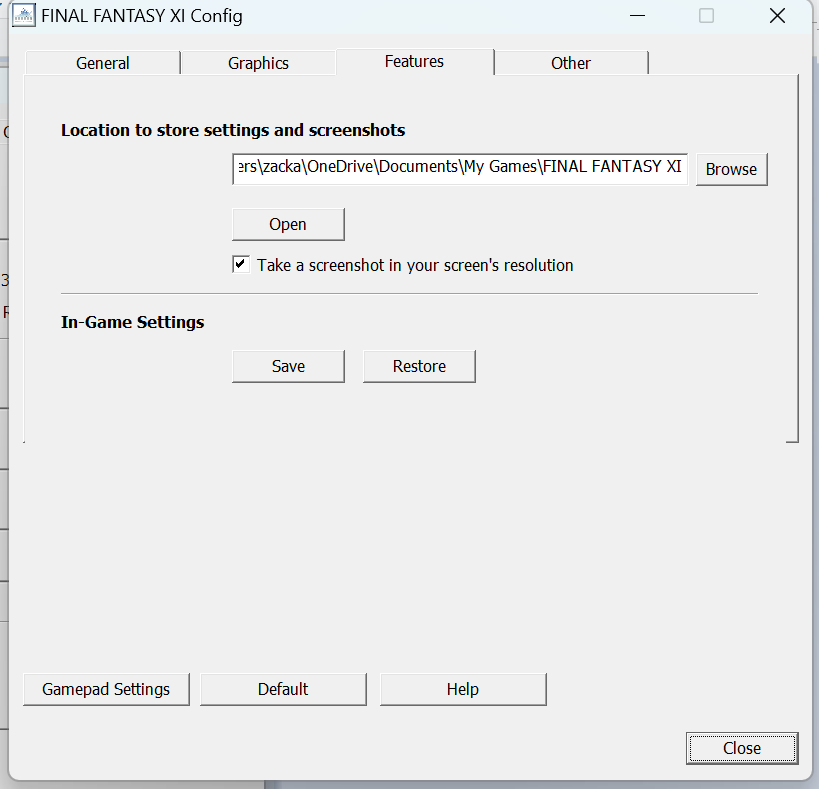 FINAL FANTASY XI Config
General Graphics Features Other
Location to store settings and screenshots
ers\zacka\OneDrive\Documents\My Games\FINAL FANTASY XI Browse
Open
Take a screenshot in your screen's resolution
In-Game Settings
Save Restore
Gamepad Settings Default Help
Close